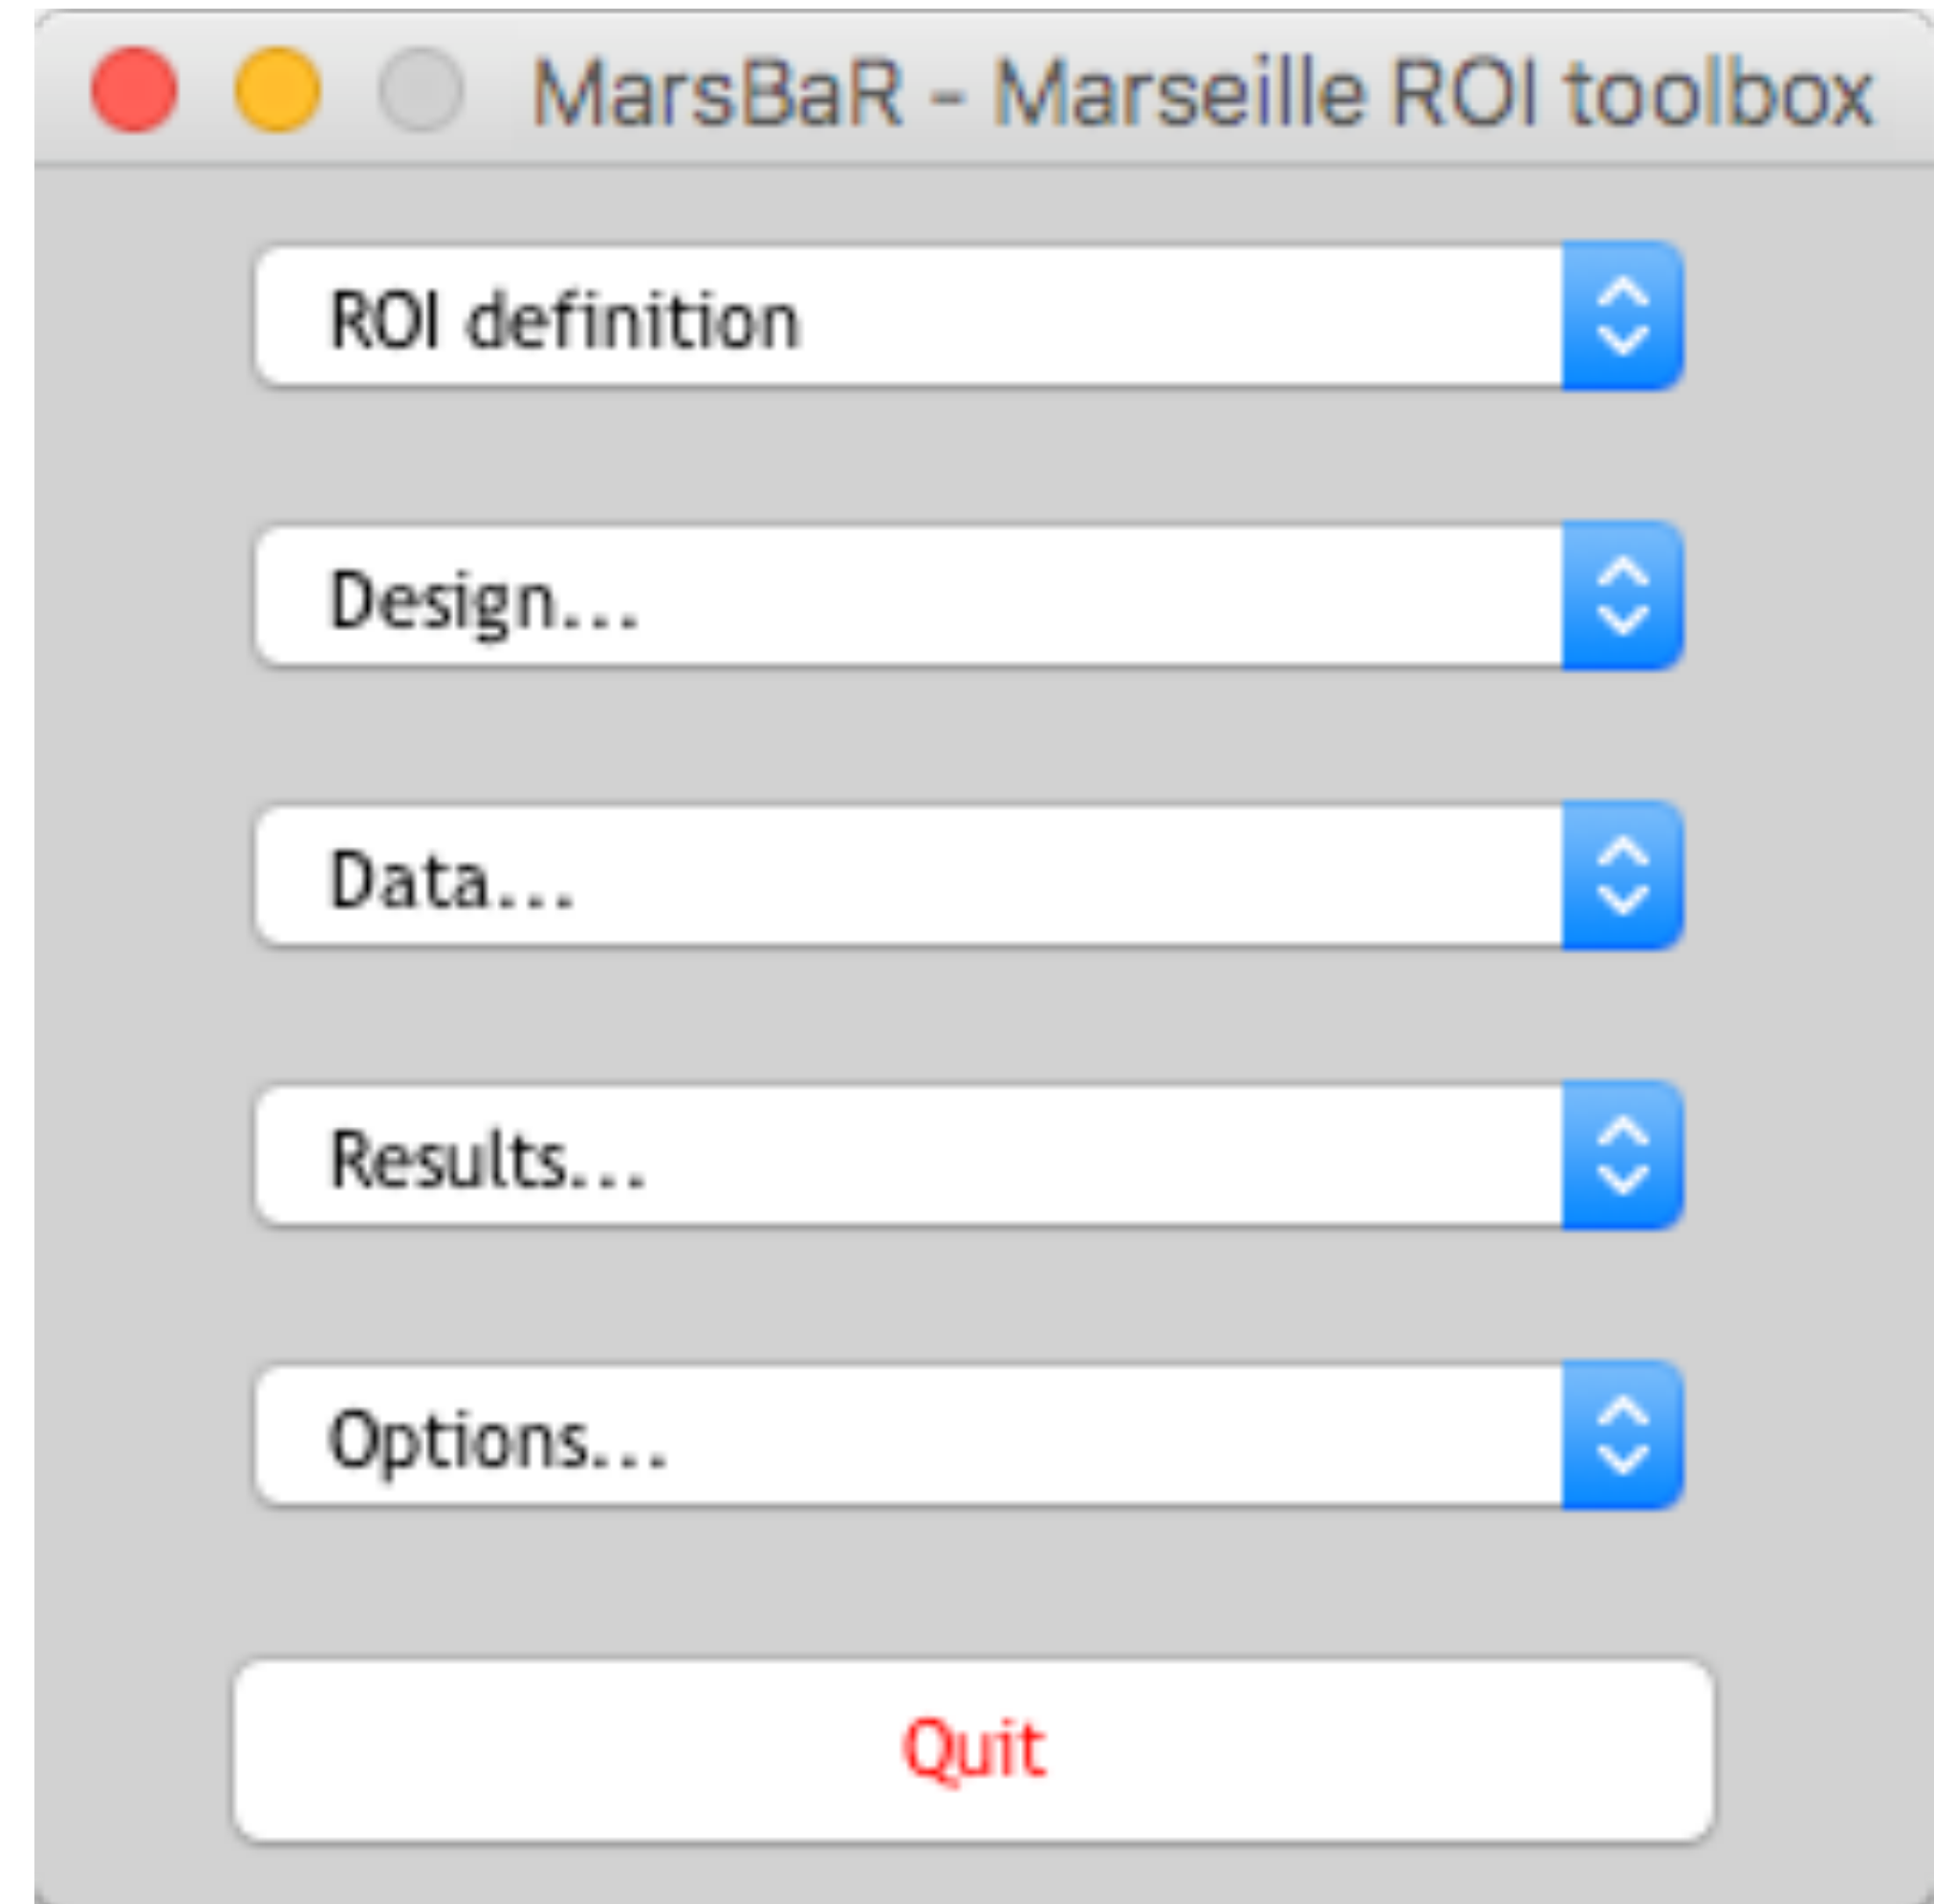 MarsBaR - Marseille ROI toolbox
ROI definition
Design...
Data...
Results...
Options...
Quit